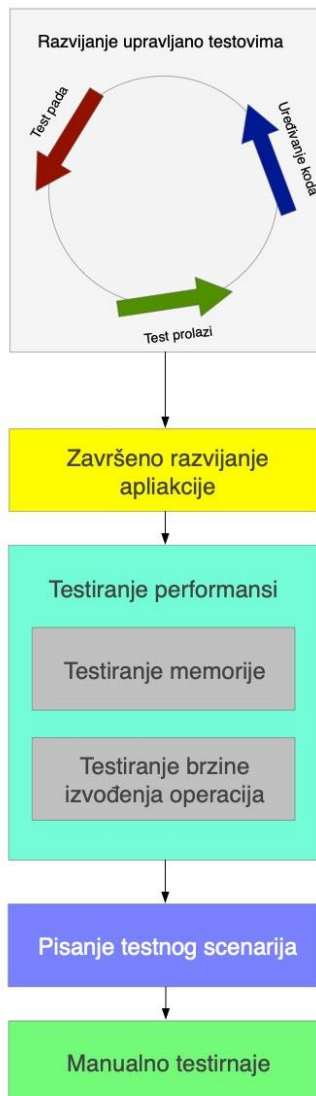 Razvijanje upravljano testovima
Test pada
Uređivanje koda
Test prolazi
Završeno razvijanje
apliakcije
Testiranje performansi
Testiranje memorije
Testiranje brzine
izvođenja operacija
Pisanje testnog scenarija
Manualno testirnaje